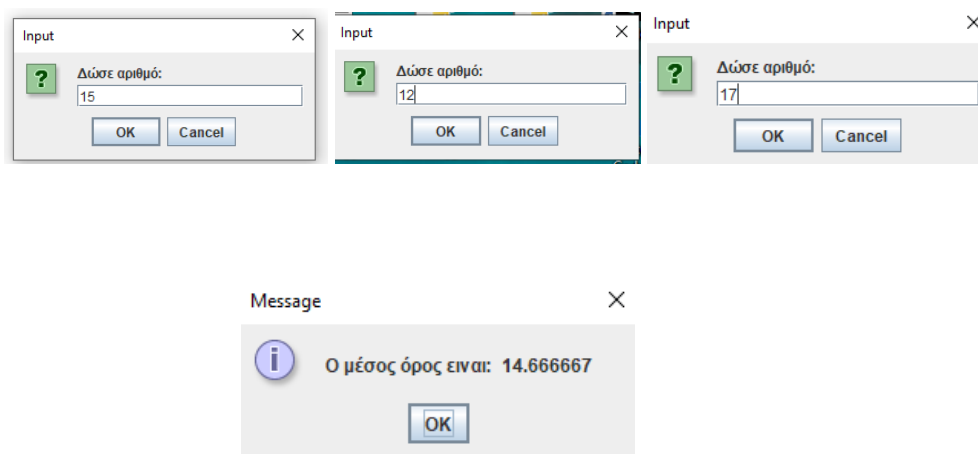 Input
Δώσε αριθμό:
15
OK Cancel
Input
Δώσε αριθμό:
12
OK Cancel
Input
Δώσε αριθμό:
17
OK Cancel
Message
Ο μέσος όρος ειναι: 14.666667
OK